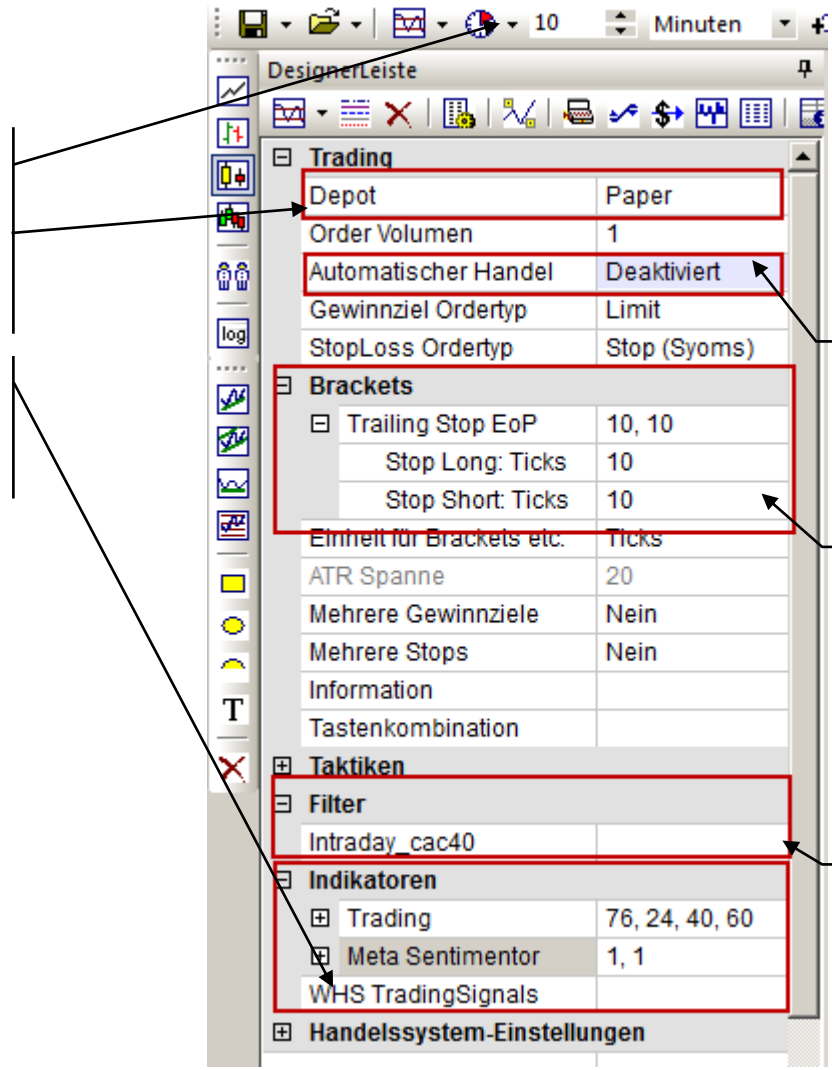 10 Minuten
DesignerLeiste
Trading
Depot Paper
Order Volumen 1
Automatischer Handel Deaktiviert
Gewinnziel Ordertyp Limit
StopLoss Ordertyp Stop (Syoms)
Brackets
Trailing Stop EoP 10, 10
Stop Long: Ticks 10
Stop Short: Ticks 10
Einheit für Brackets etc. Ticks
ATR Spanne 20
Mehrere Gewinnziele Nein
Mehrere Stops Nein
Information
Tastenkombination
Taktiken
Filter
Intraday_cac40
Indikatoren
Trading 76, 24, 40, 60
Meta Sentimentor 1, 1
WHS TradingSignals
Handelssystem-Einstellungen
log
T